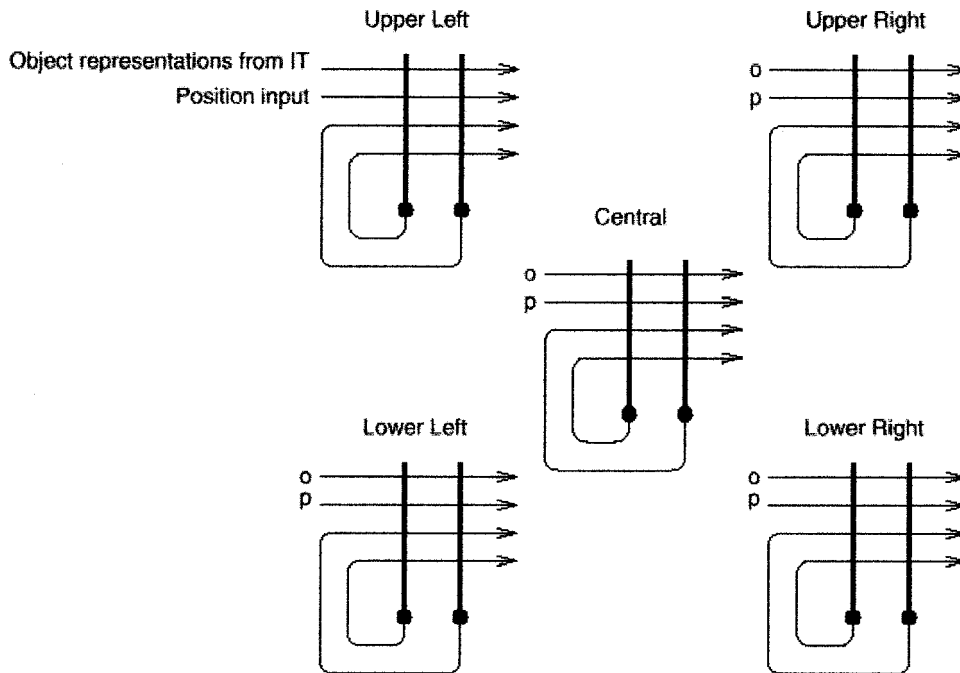 Upper Left
Upper Right
Object representations from IT
Position input
o
p
Central
o
p
Lower Left
Lower Right
o
p
o
p